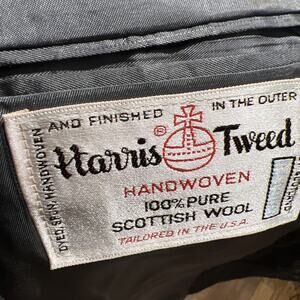 DYED, SPUN, HANDWOVEN
AND FINISHED IN THE OUTER
Harris ® Tweed
HANDWOVEN
100% PURE
SCOTTISH WOOL
TAILORED IN THE U.S.A.